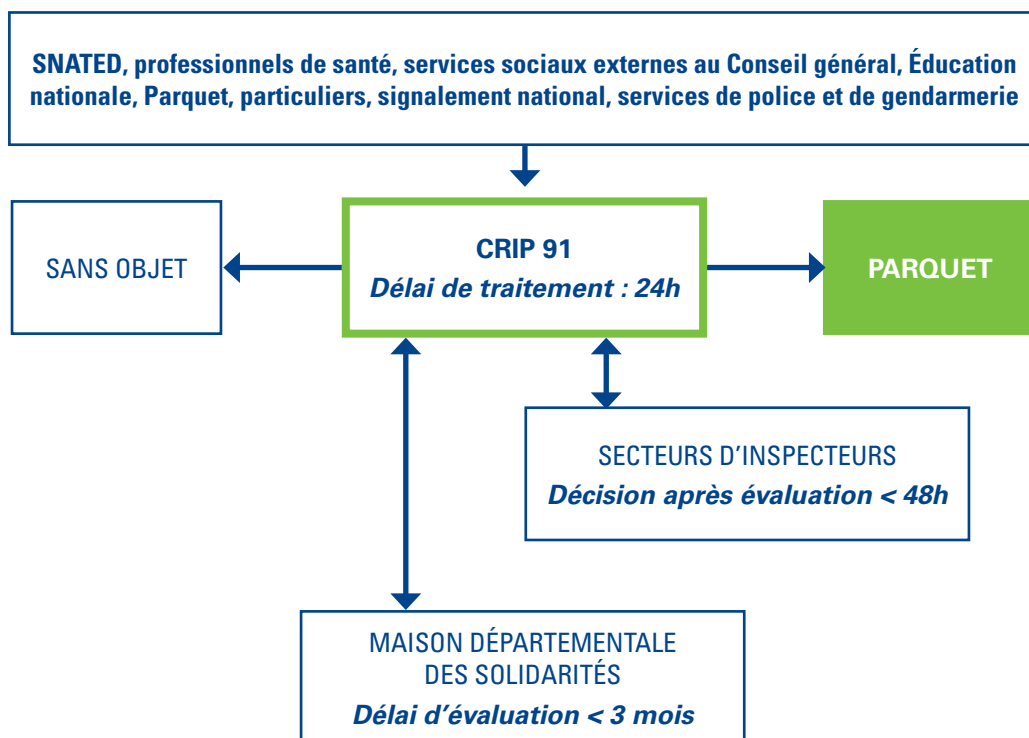 SNATED, professionnels de santé, services sociaux externes au Conseil général, Éducation
nationale, Parquet, particuliers, signalement national, services de police et de gendarmerie
SANS OBJET
CRIP 91
Délai de traitement : 24h
PARQUET
SECTEURS D’INSPECTEURS
Décision après évaluation < 48h
MAISON DÉPARTEMENTALE
DES SOLIDARITÉS
Délai d’évaluation < 3 mois